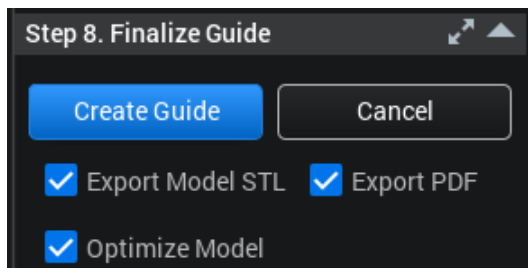 Step 8. Finalize Guide
Create Guide Cancel
Export Model STL Export PDF
Optimize Model